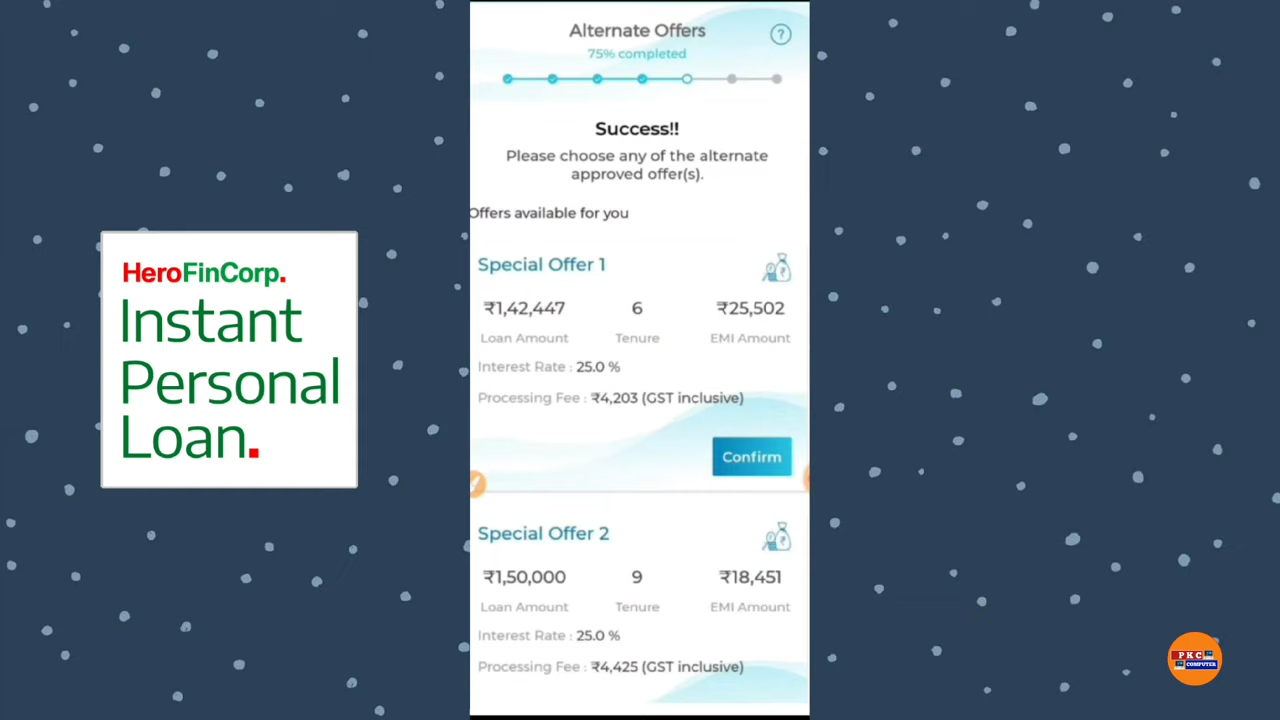 Alternate Offers
?
75% completed
Success!!
Please choose any of the alternate
approved offer(s).
Offers available for you
Special Offer 1
₹1,42,447 6 ₹25,502
Loan Amount Tenure EMI Amount
Interest Rate : 25.0 %
Processing Fee : ₹4,203 (GST inclusive)
Confirm
Special Offer 2
₹1,50,000 9 ₹18,451
Loan Amount Tenure EMI Amount
Interest Rate : 25.0 %
Processing Fee : ₹4,425 (GST inclusive)
HeroFinCorp.
Instant
Personal
Loan.
PKC
COMPUTER